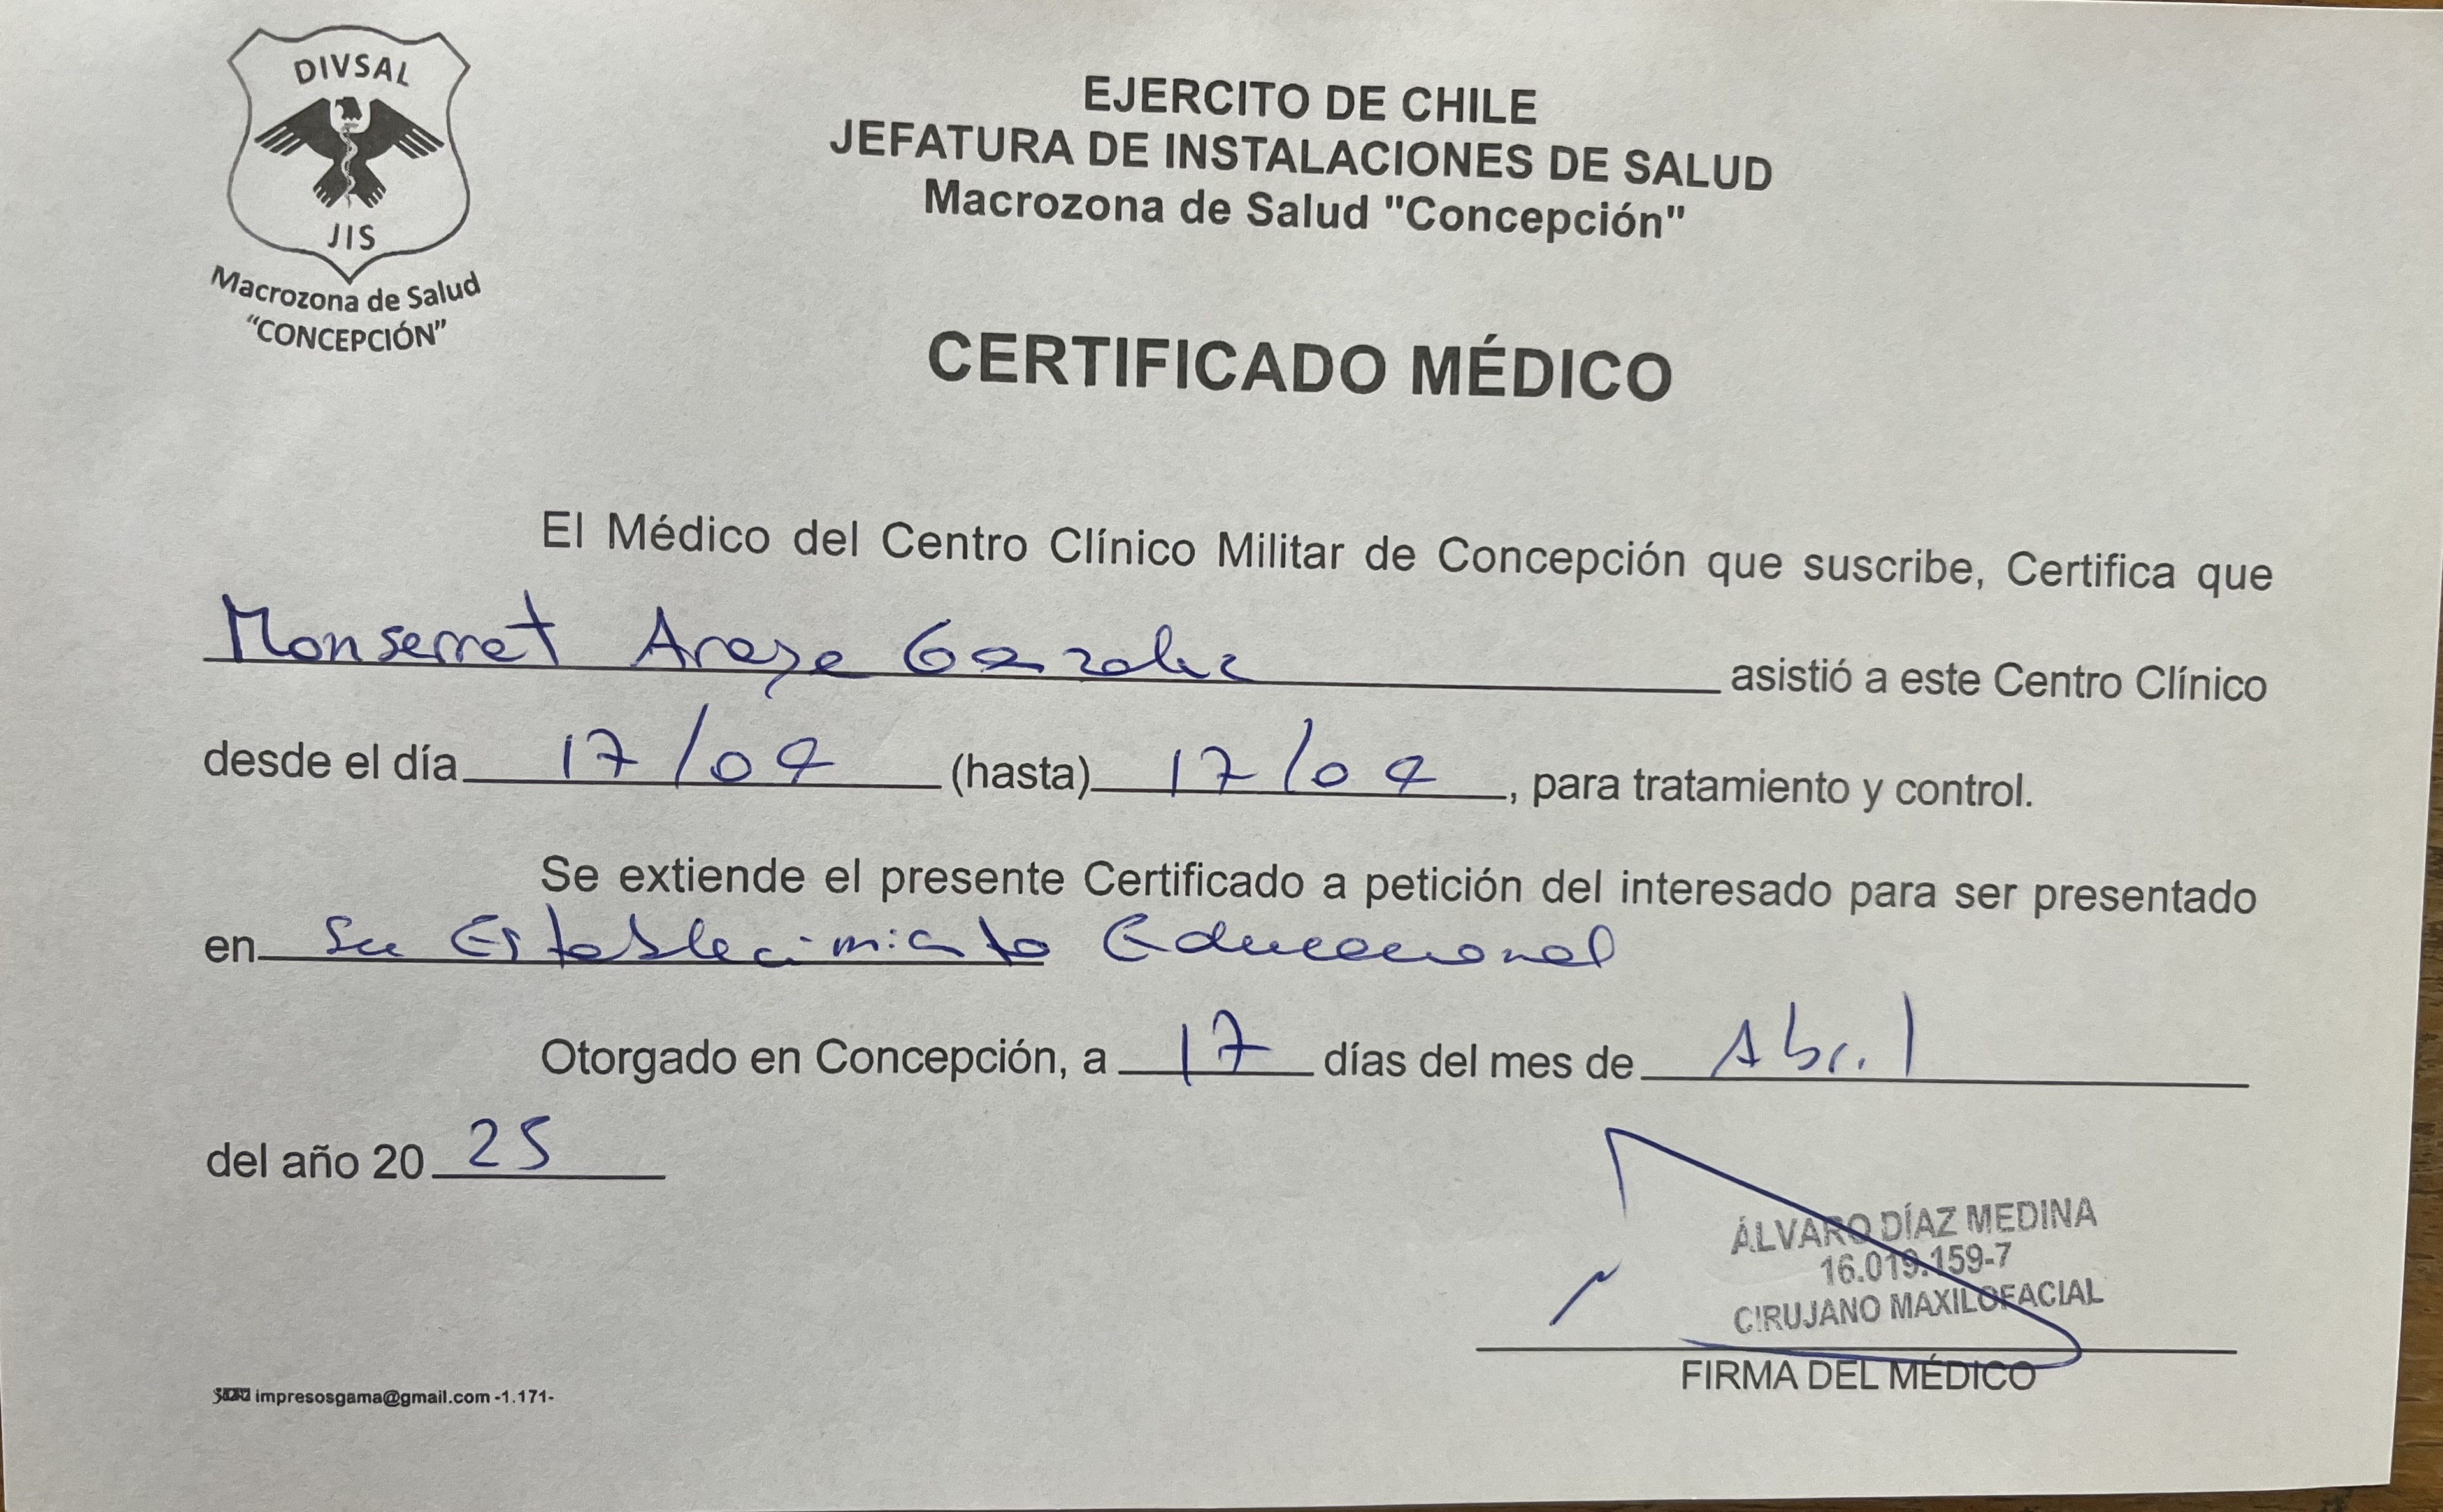 DIVSAL
JIS
Macrozona de Salud
“CONCEPCIÓN”
EJERCITO DE CHILE
JEFATURA DE INSTALACIONES DE SALUD
Macrozona de Salud "Concepción"
CERTIFICADO MÉDICO
El Médico del Centro Clínico Militar de Concepción que suscribe, Certifica que
Monserrat Araya asistió a este Centro Clínico
desde el día 17/04 (hasta) 17/04, para tratamiento y control.
Se extiende el presente Certificado a petición del interesado para ser presentado
en Su Establecimiento Educacional
Otorgado en Concepción, a 17 días del mes de Abril
del año 20 25
ÁLVARO DÍAZ MEDINA
16.019.159-7
CIRUJANO MAXILOFACIAL
FIRMA DEL MÉDICO
impresosgama@gmail.com -1.171-